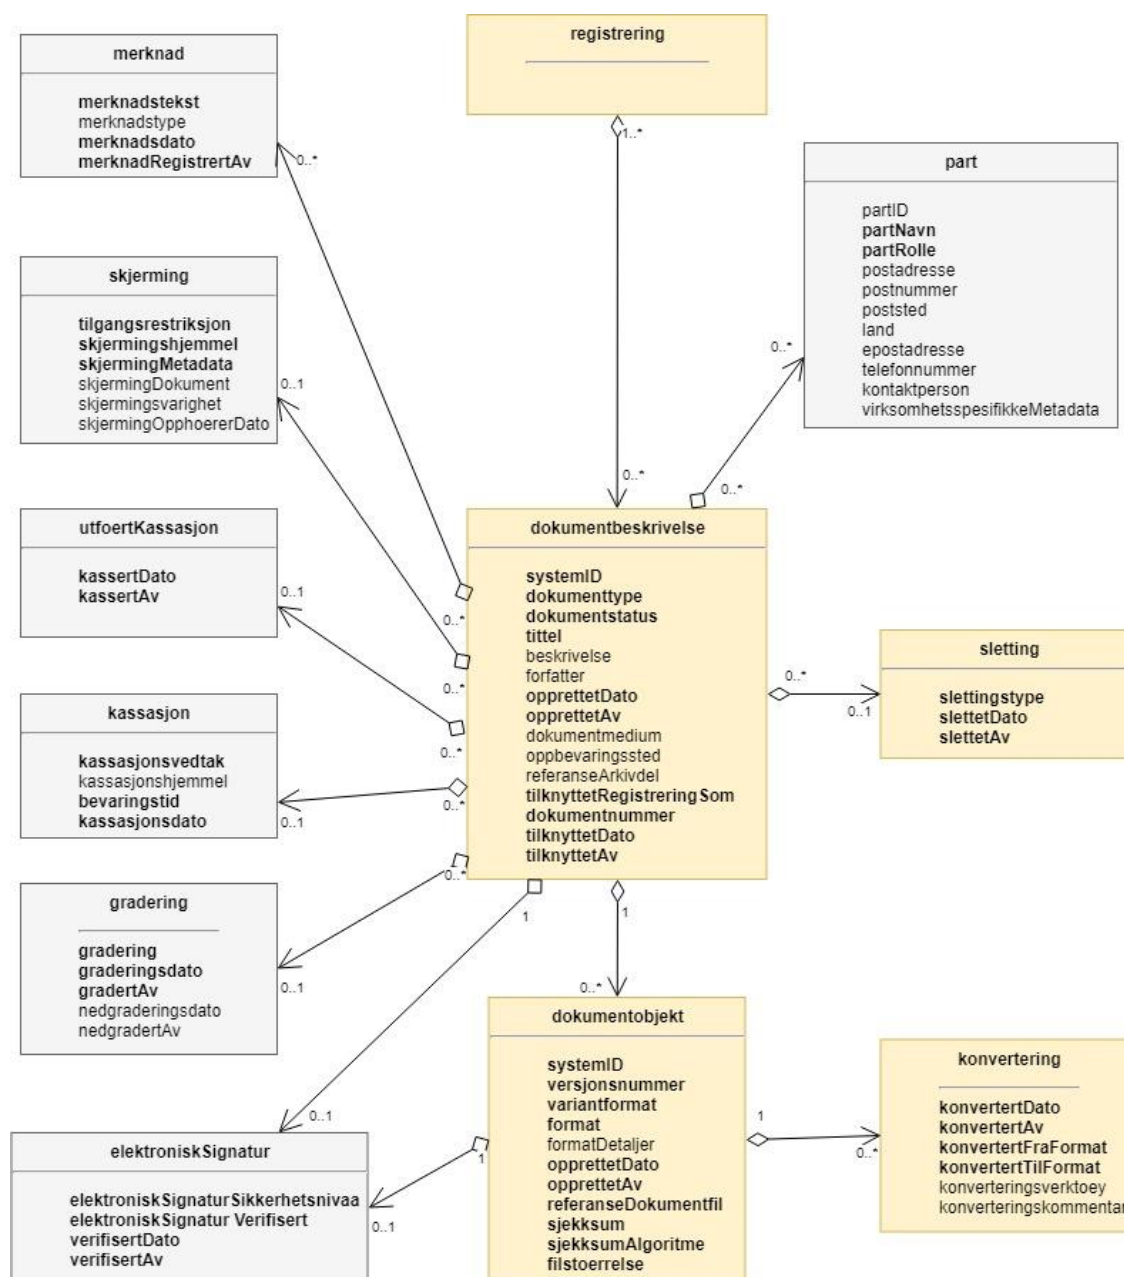 registrering
merknad
merknadstekst
merknadstype
merknadsdato
merknadRegistrertAv
0..*
1..*
part
partID
partNavn
partRolle
postadresse
postnummer
poststed
land
epostadresse
telefonnummer
kontaktperson
virksomhetsspesifikkeMetadata
0..*
0..*
skjerming
tilgangsrestriksjon
skjermingshjemmel
skjermingMetadata
skjermingDokument
skjermingsvarighet
skjermingOpphoererDato
0..1
0..*
utfoertKassasjon
kassertDato
kassertAv
0..1
dokumentbeskrivelse
systemID
dokumenttype
dokumentstatus
tittel
beskrivelse
forfatter
opprettetDato
opprettetAv
dokumentmedium
oppbevaringssted
referanseArkivdel
tilknyttetRegistreringSom
dokumentnummer
tilknyttetDato
tilknyttetAv
0..*
0..*
0..*
0..*
0..*
sletting
slettingstype
slettetDato
slettetAv
0..*
0..1
kassasjon
kassasjonsvedtak
kassasjonshjemmel
bevaringstid
kassasjonsdato
0..1
gradering
gradering
graderingsdato
gradertAv
nedgraderingsdato
nedgradertAv
0..1
1
1
0..*
dokumentobjekt
systemID
versjonsnummer
variantformat
format
formatDetaljer
opprettetDato
opprettetAv
referanseDokumentfil
sjekksum
sjekksumAlgoritme
filstoerrelse
1
0..*
konvertering
konvertertDato
konvertertAv
konvertertFraFormat
konvertertTilFormat
konverteringsverktoey
konverteringskommentar
0..1
elektroniskSignatur
elektroniskSignaturSikkerhetsnivaa
elektroniskSignatur Verifisert
verifisertDato
verifisertAv
1
0..1